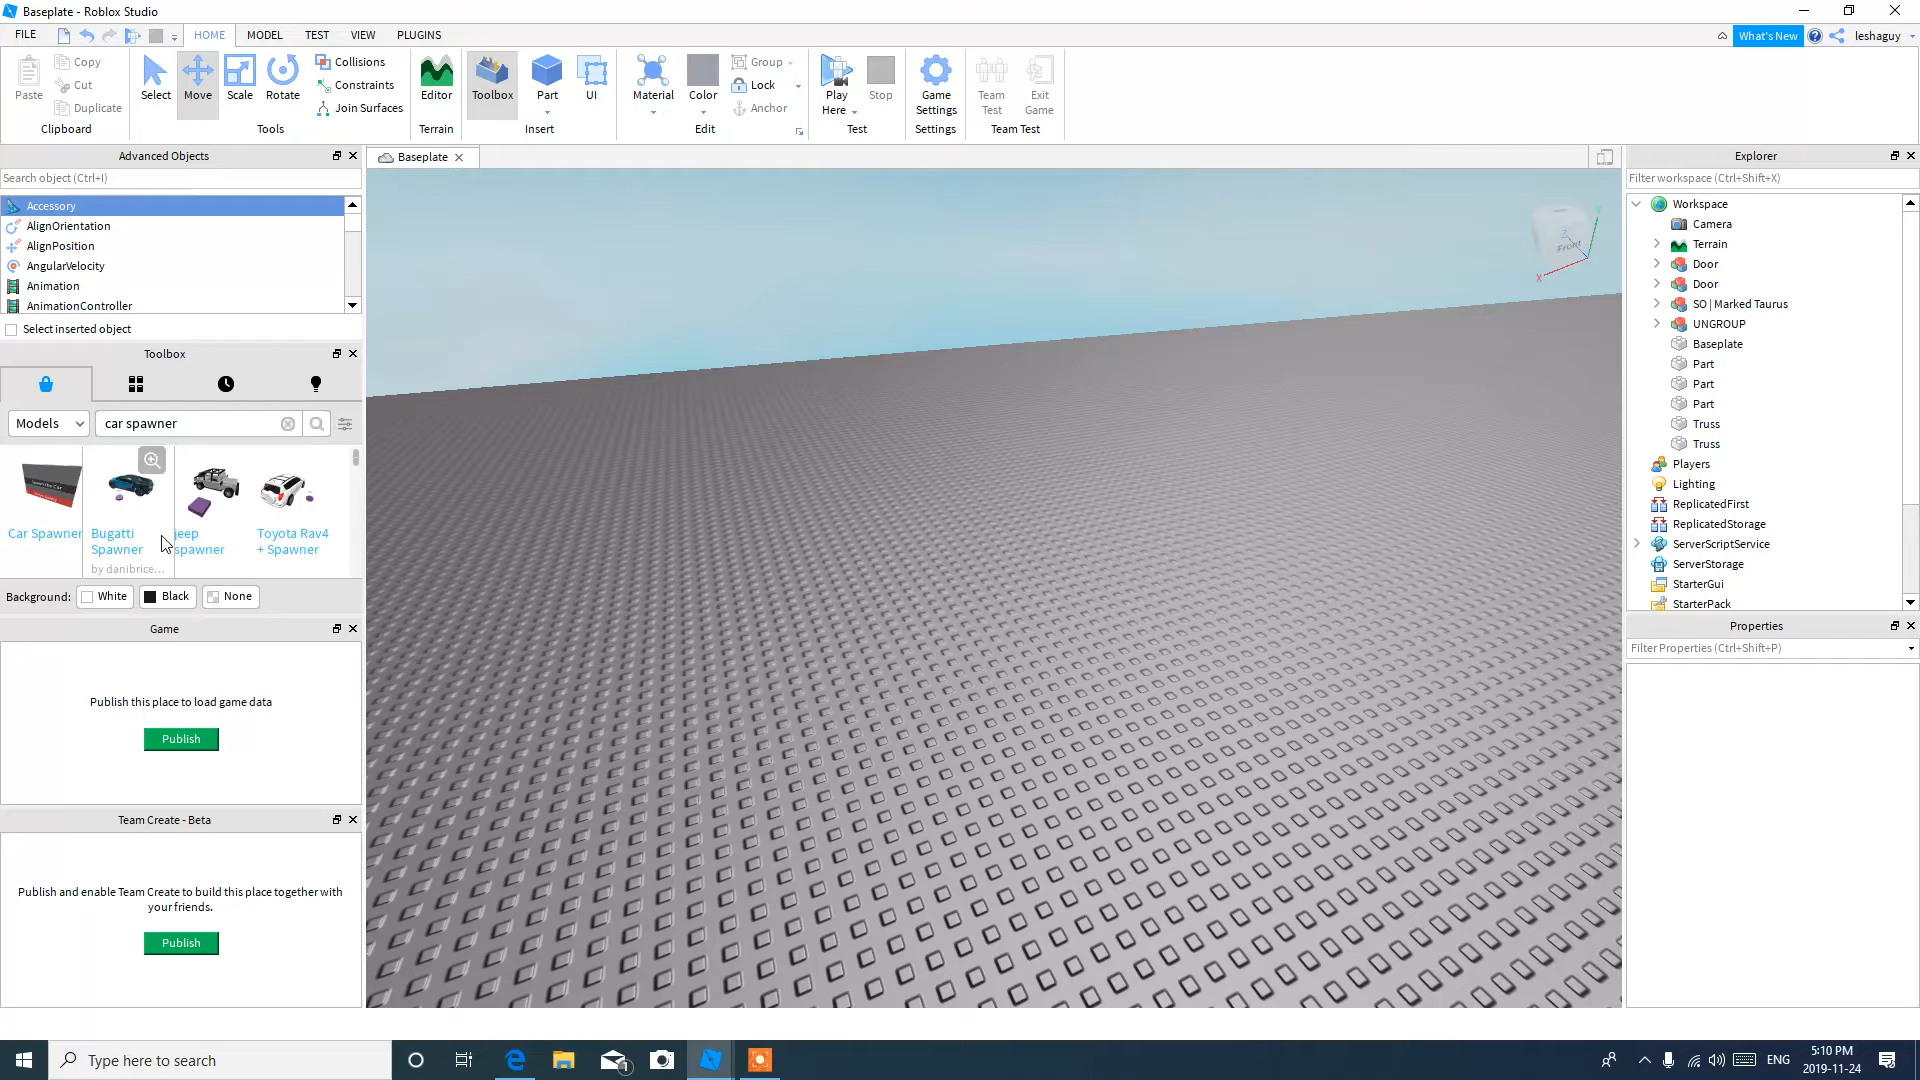 Baseplate - Roblox Studio
FILE
HOME
MODEL
TEST
VIEW
PLUGINS
What's New
leshaguy
Paste
Copy
Cut
Duplicate
Clipboard
Select
Move
Scale
Rotate
Collisions
Constraints
Join Surfaces
Tools
Editor
Terrain
Toolbox
Part
UI
Insert
Material
Color
Group
Lock
Anchor
Edit
Play
Here
Stop
Test
Game
Settings
Settings
Team
Test
Exit
Game
Team Test
Advanced Objects
Search object (Ctrl+I)
Accessory
AlignOrientation
AlignPosition
AngularVelocity
Animation
AnimationController
Select inserted object
Toolbox
Models
car spawner
Car Spawner
Bugatti
Spawner
by danibrice...
jeep
spawner
Toyota Rav4
+ Spawner
Background:
White
Black
None
Game
Publish this place to load game data
Publish
Team Create - Beta
Publish and enable Team Create to build this place together with
your friends.
Publish
Baseplate
Front
Z
X
Explorer
Filter workspace (Ctrl+Shift+X)
Workspace
Camera
Terrain
Door
Door
SO | Marked Taurus
UNGROUP
Baseplate
Part
Part
Part
Truss
Truss
Players
Lighting
ReplicatedFirst
ReplicatedStorage
ServerScriptService
ServerStorage
StarterGui
StarterPack
Properties
Filter Properties (Ctrl+Shift+P)
Type here to search
1
ENG
5:10 PM
2019-11-24